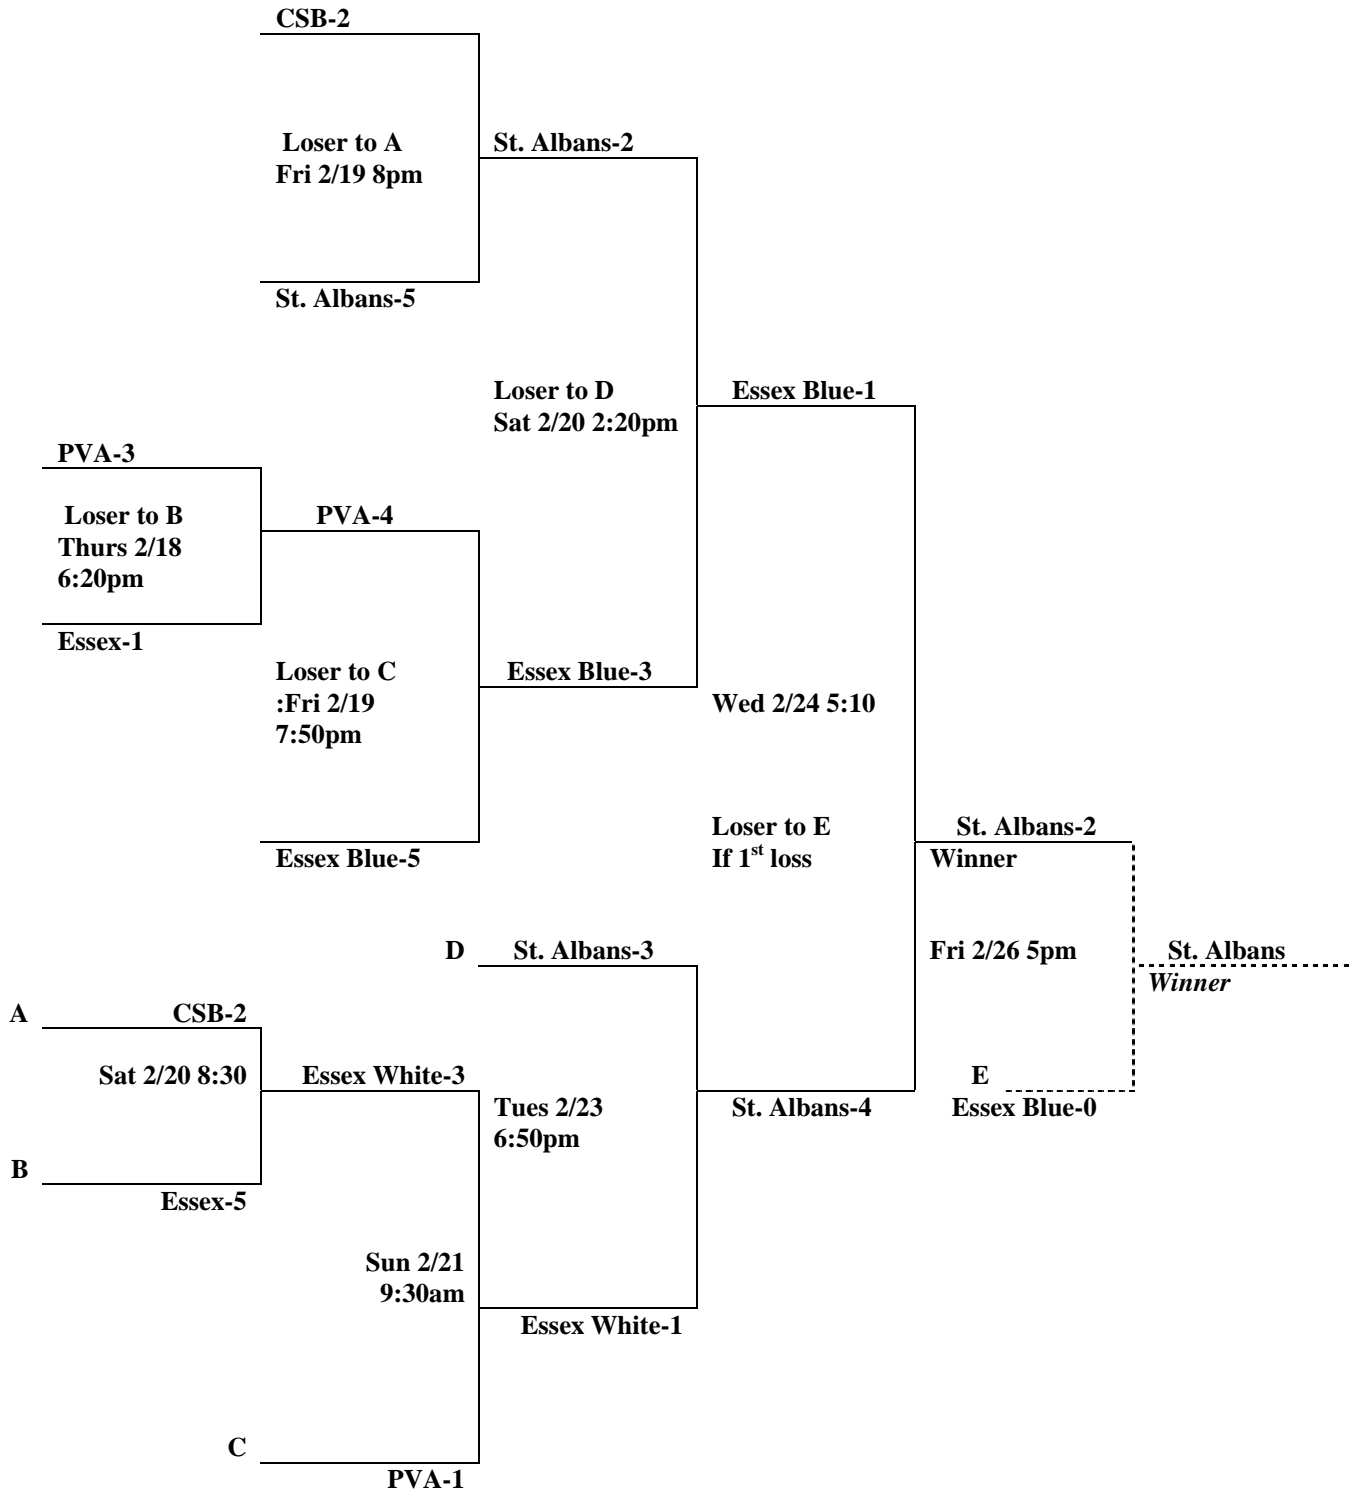 CSB-2
Loser to A
Fri 2/19 8pm
St. Albans-2
St. Albans-5
Loser to D
Sat 2/20 2:20pm
Essex Blue-1
PVA-3
Loser to B
Thurs 2/18
6:20pm
PVA-4
Essex-1
Loser to C
:Fri 2/19
7:50pm
Essex Blue-3
Wed 2/24 5:10
Essex Blue-5
Loser to E
If 1st loss
St. Albans-2
Winner
D St. Albans-3
Fri 2/26 5pm
St. Albans
Winner
A CSB-2
Sat 2/20 8:30
Essex White-3
Tues 2/23
6:50pm
St. Albans-4
E
Essex Blue-0
B
Essex-5
Sun 2/21
9:30am
Essex White-1
C
PVA-1